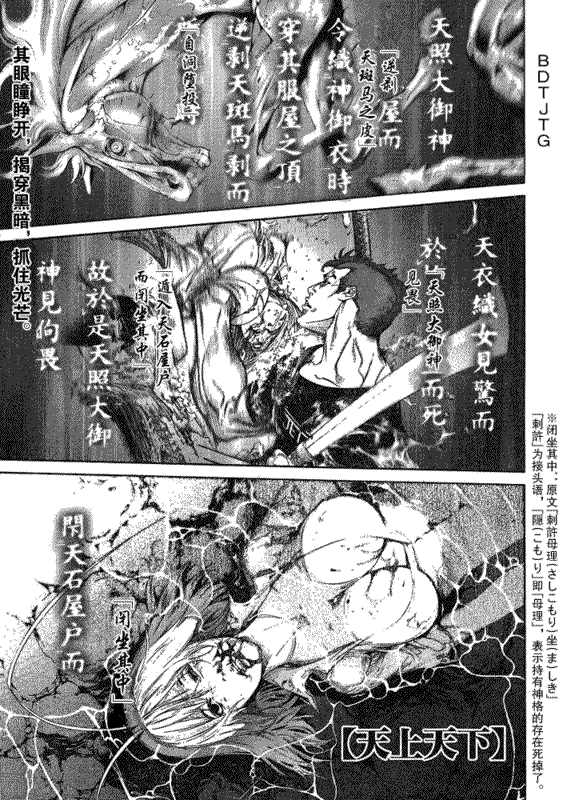 BDTJTG
天照大御神
『逆剥』屋而
天斑马之皮
令織神御衣時
穿其服屋之頂
『自洞堕投』時
逆剥天斑馬剥而
天衣織女見驚而
於『天照大御神 見畏』而死
『遁入天石屋户
而闭坐其中』
故於是天照大御
神見佝畏
其眼瞳睁开，揭穿黑暗，抓住光芒。
※闭坐其中：原文『刺許母理(さしこもり)坐(ま)しき』
『刺許』为接头语，『隠(こも)り』即『母理』，表示持有神格的存在死掉了。
閇天石屋户而
『闭坐其中』
【天上天下】